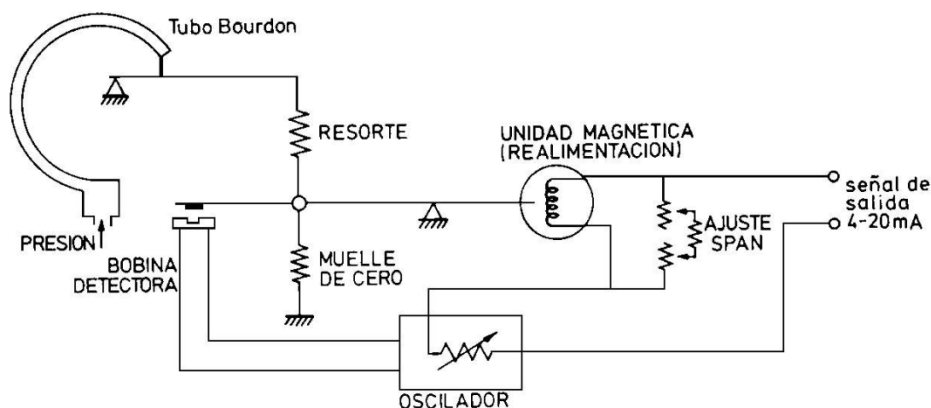 Tubo Bourdon
RESORTE
UNIDAD MAGNETICA
(REALIMENTACION)
señal de
salida
4-20mA
AJUSTE
SPAN
PRESION
BOBINA
DETECTORA
MUELLE
DE CERO
OSCILADOR